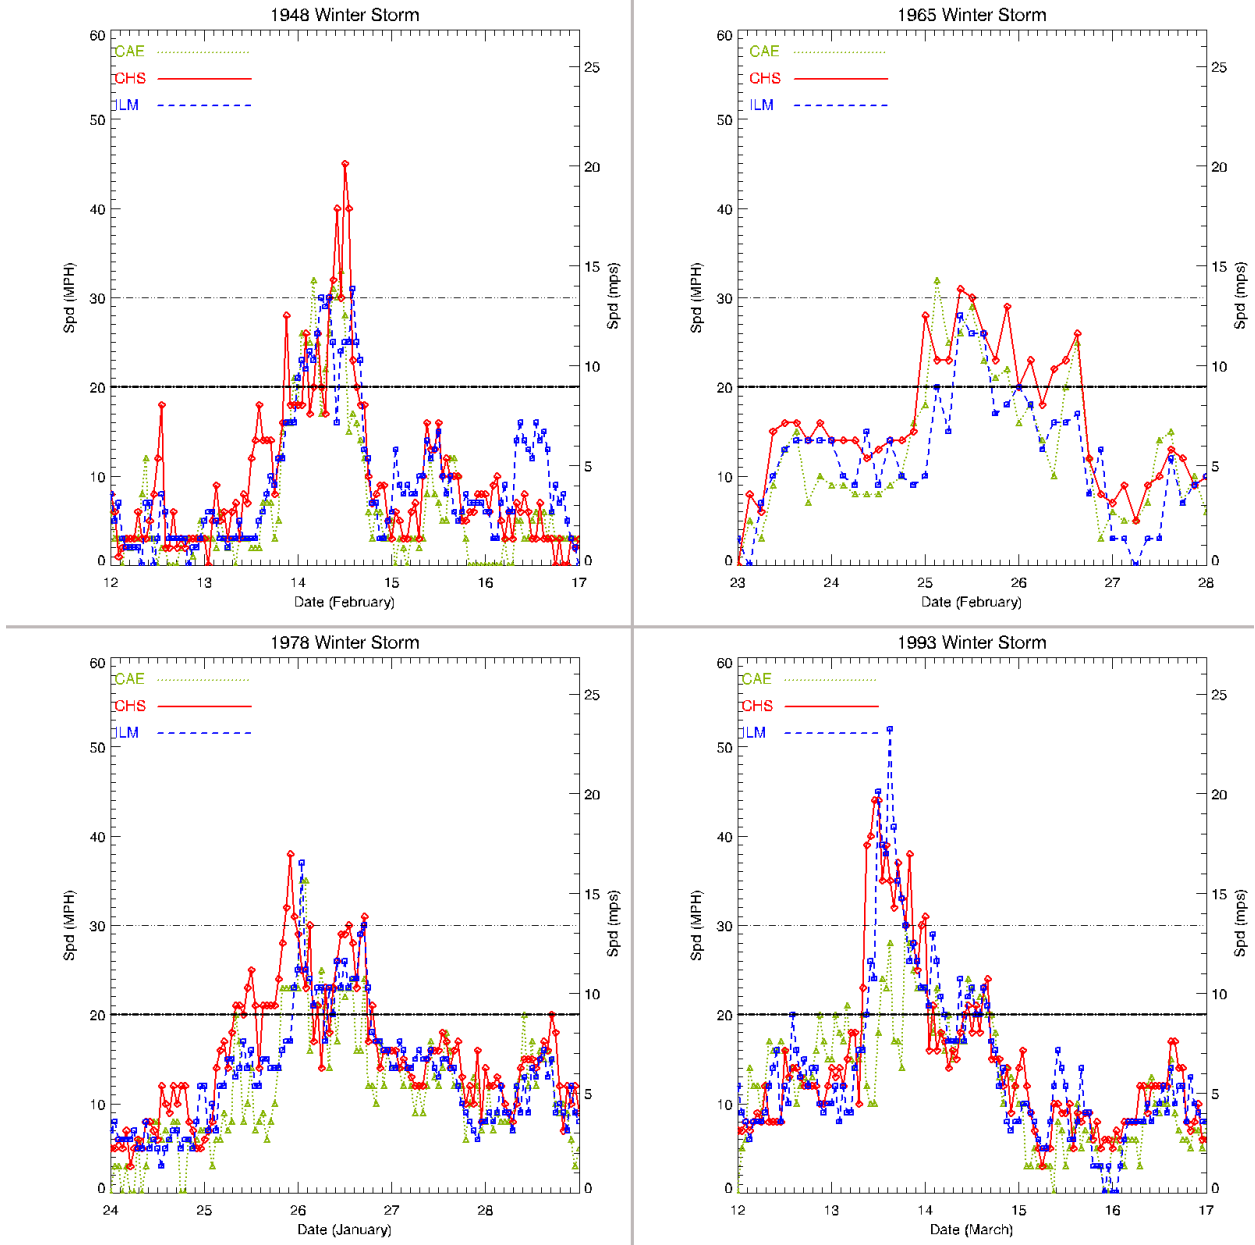 1948 Winter Storm
CAE
CHS
ILM
60
50
40
30
20
10
0
25
20
15
10
5
0
Spd (MPH)
Spd (mps)
12 13 14 15 16 17
Date (February)
1965 Winter Storm
CAE
CHS
ILM
60
50
40
30
20
10
0
25
20
15
10
5
0
Spd (MPH)
Spd (mps)
23 24 25 26 27 28
Date (February)
1978 Winter Storm
CAE
CHS
ILM
60
50
40
30
20
10
0
25
20
15
10
5
0
Spd (MPH)
Spd (mps)
24 25 26 27 28
Date (January)
1993 Winter Storm
CAE
CHS
ILM
60
50
40
30
20
10
0
25
20
15
10
5
0
Spd (MPH)
Spd (mps)
12 13 14 15 16 17
Date (March)